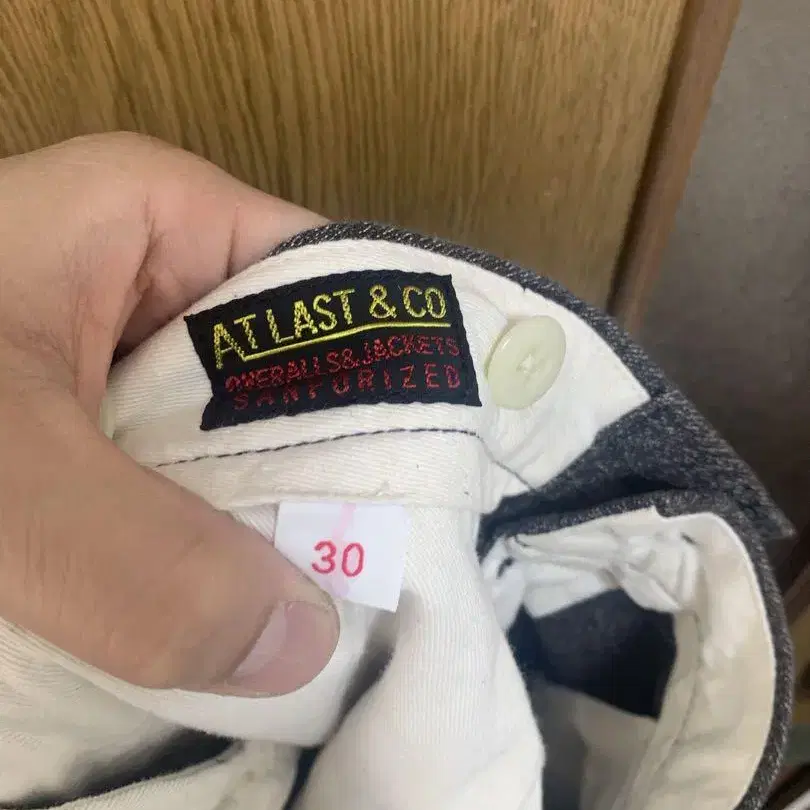 AT LAST & CO
OVERALLS & JACKETS
SANFORIZED
30